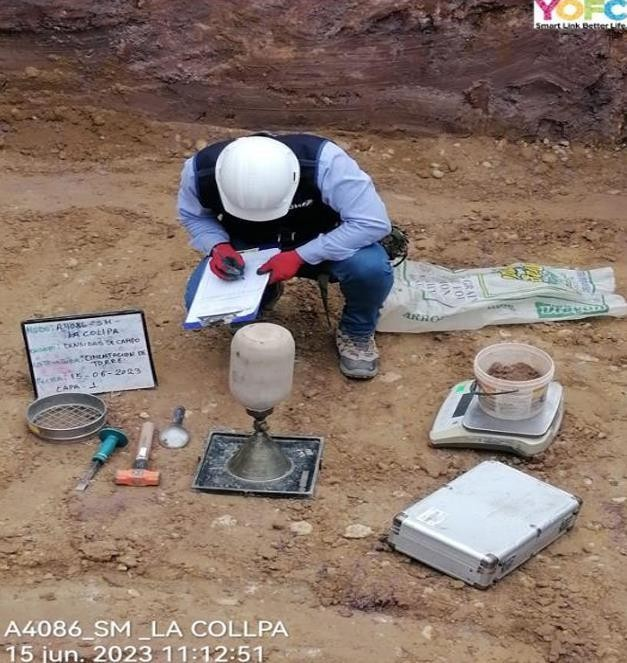 YOFC
Smart Link Better Life.
A4086-SM-
LA COLLPA
DENSIDAD DE CAMPO
CIMENTACION DE
TORRE
15-06-2023
CAPA-1
ARRO
A4086_SM _LA COLLPA
15 jun. 2023 11:12:51